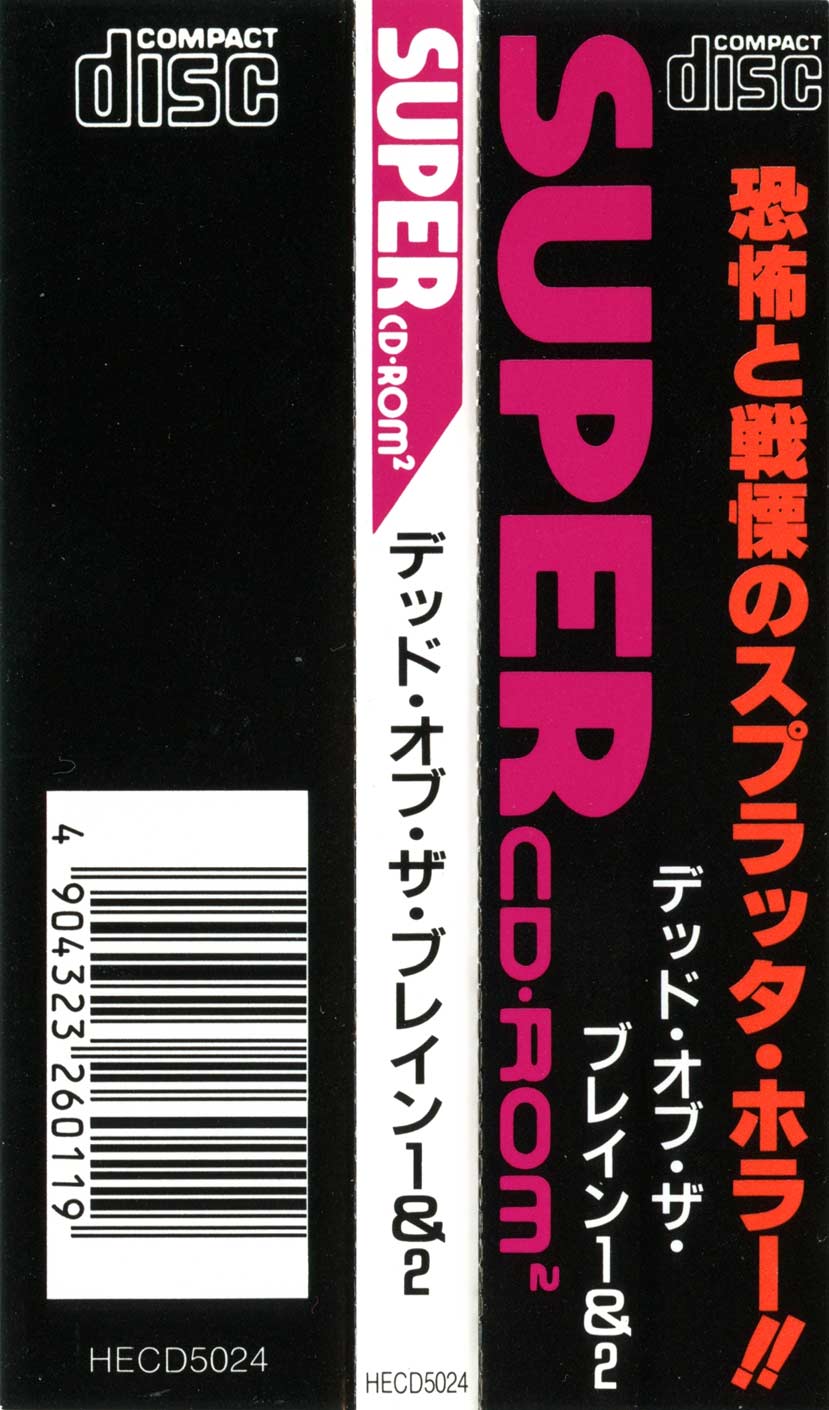 COMPACT
disc
4 904323 260119
HECD5024
SUPER CD-ROM²
デッド・オブ・ザ・ブレイン1&2
HECD5024
COMPACT
disc
SUPER CD-ROM²
恐怖と戦慄のスプラッタ・ホラー!!
デッド・オブ・ザ・
ブレイン1&2